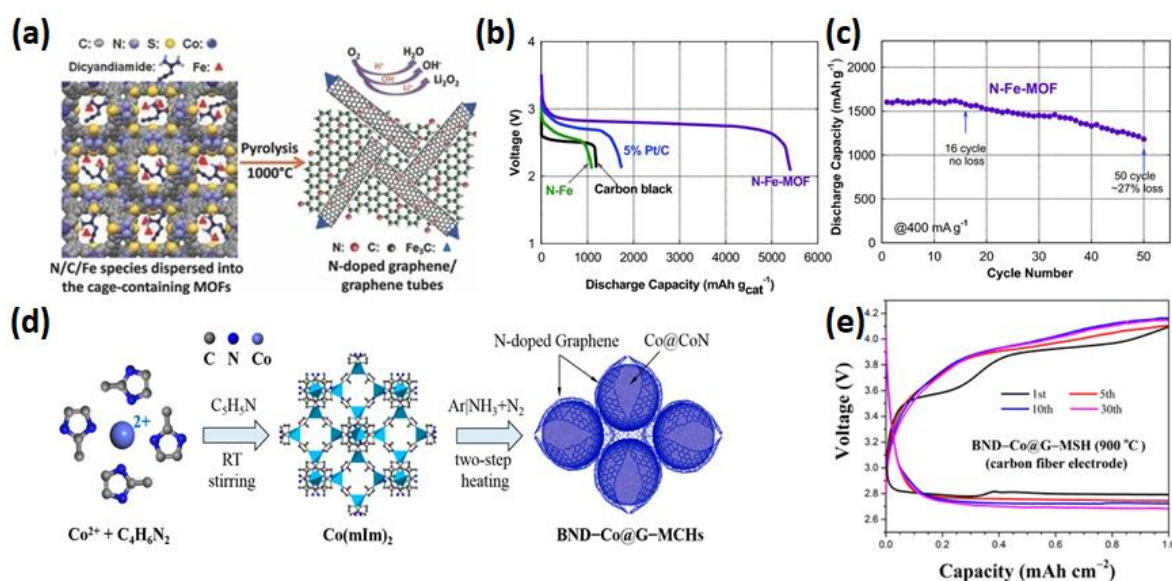 (a)
C: N: S: Co:
Dicyandiamide: Fe:
Pyrolysis
1000°C
N/C/Fe species dispersed into
the cage-containing MOFs
O₂
H₂O
OH⁻
Li₂O₂
H⁺
OH⁻
Li⁺
N: C: Fe₃C:
N-doped graphene/
graphene tubes
(b)
Voltage (V)
4
3
2
1
5% Pt/C
N-Fe
Carbon black
N-Fe-MOF
0 1000 2000 3000 4000 5000 6000
Discharge Capacity (mAh g_cat⁻¹)
(c)
Discharge Capacity (mAh g⁻¹)
2000
1500
1000
500
0
N-Fe-MOF
16 cycle
no loss
50 cycle
~27% loss
@400 mA g⁻¹
0 10 20 30 40 50
Cycle Number
(d)
C N Co
2+
Co²⁺ + C₄H₆N₂
C₅H₅N
RT
stirring
Co(mIm)₂
Ar|NH₃+N₂
two-step
heating
N-doped Graphene
Co@CoN
BND−Co@G−MCHs
(e)
Voltage (V)
4.2
3.9
3.6
3.3
3.0
2.8
2.6
1st 5th
10th 30th
BND−Co@G−MSH (900 °C)
(carbon fiber electrode)
0.0 0.2 0.4 0.6 0.8 1.0
Capacity (mAh cm⁻²)